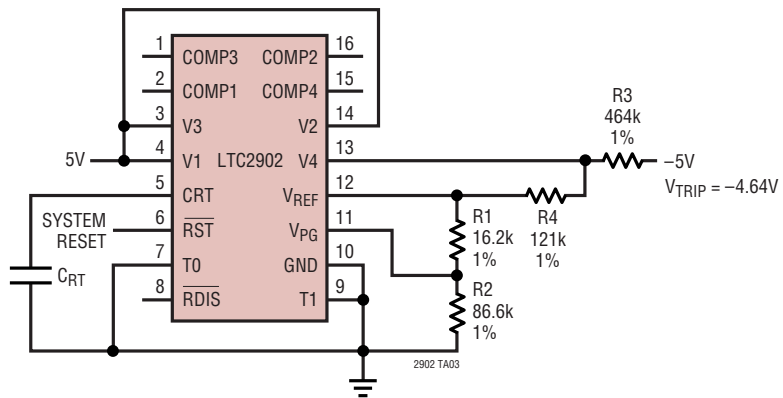 1 COMP3 COMP2 16
2 COMP1 COMP4 15
3 V3 V2 14
5V 4 V1 LTC2902 V4 13
5 CRT VREF 12
SYSTEM RESET 6 RST VPG 11
7 T0 GND 10
8 RDIS T1 9
CRT
R3
464k
1%
–5V
VTRIP = –4.64V
R4
121k
1%
R1
16.2k
1%
R2
86.6k
1%
2902 TA03